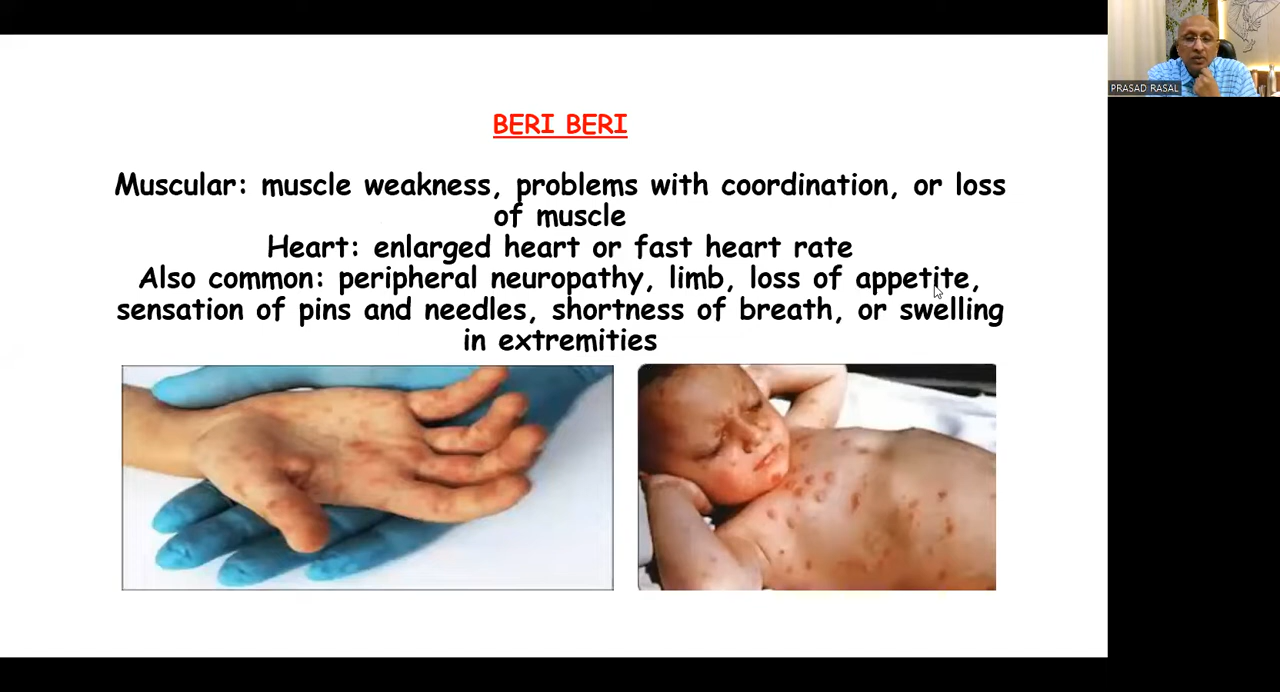 BERI BERI
Muscular: muscle weakness, problems with coordination, or loss
of muscle
Heart: enlarged heart or fast heart rate
Also common: peripheral neuropathy, limb, loss of appetite,
sensation of pins and needles, shortness of breath, or swelling
in extremities
PRASAD RASAL